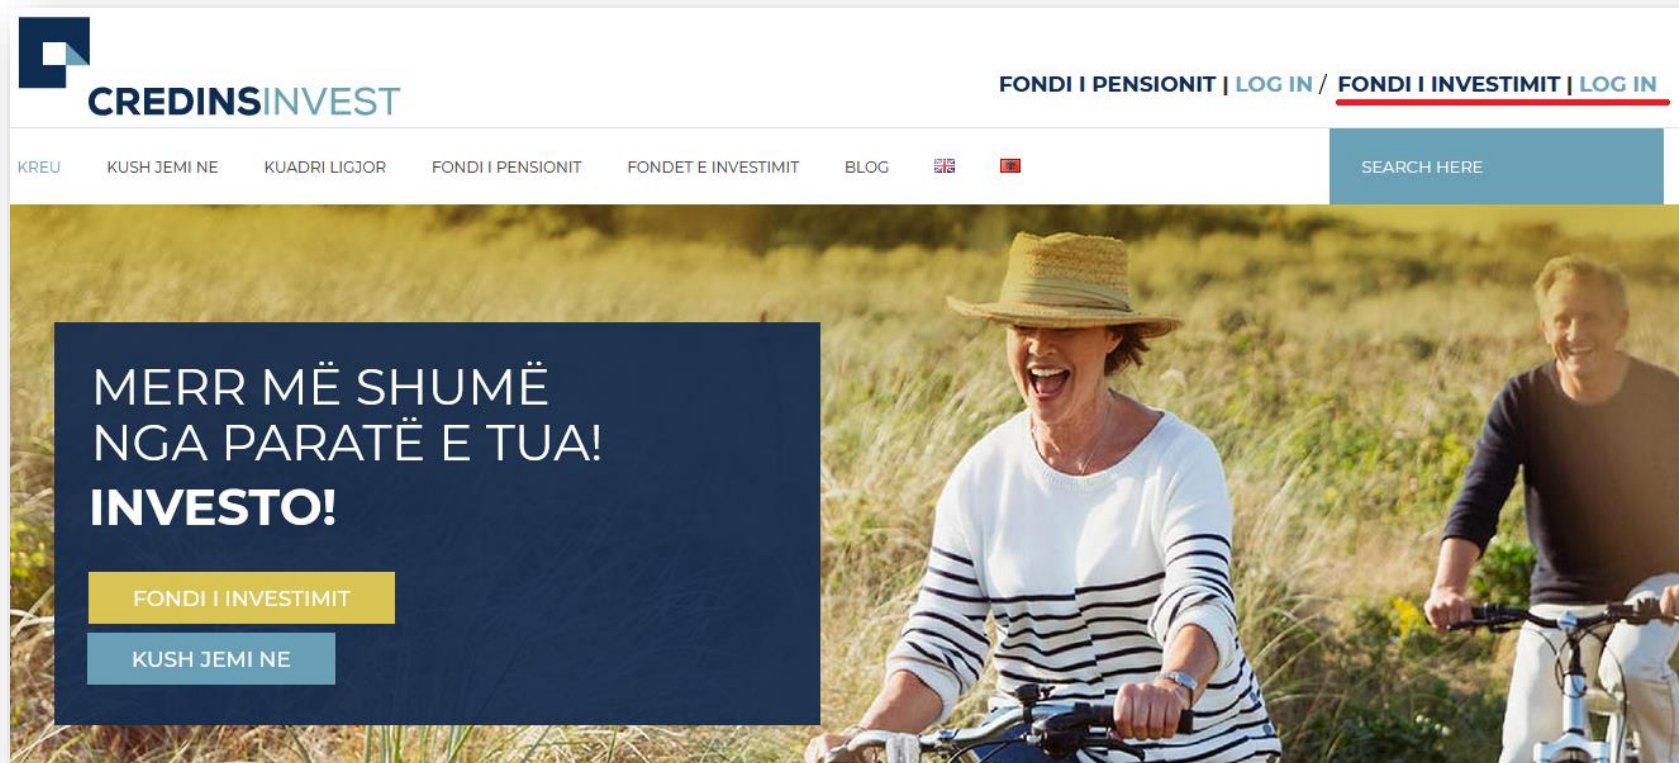 CREDINSINVEST
FONDI I PENSIONIT | LOG IN / FONDI I INVESTIMIT | LOG IN
KREU KUSH JEMI NE KUADRI LIGJOR FONDI I PENSIONIT FONDET E INVESTIMIT BLOG SEARCH HERE
MERR MË SHUMË
NGA PARATË E TUA!
INVESTO!
FONDI I INVESTIMIT
KUSH JEMI NE